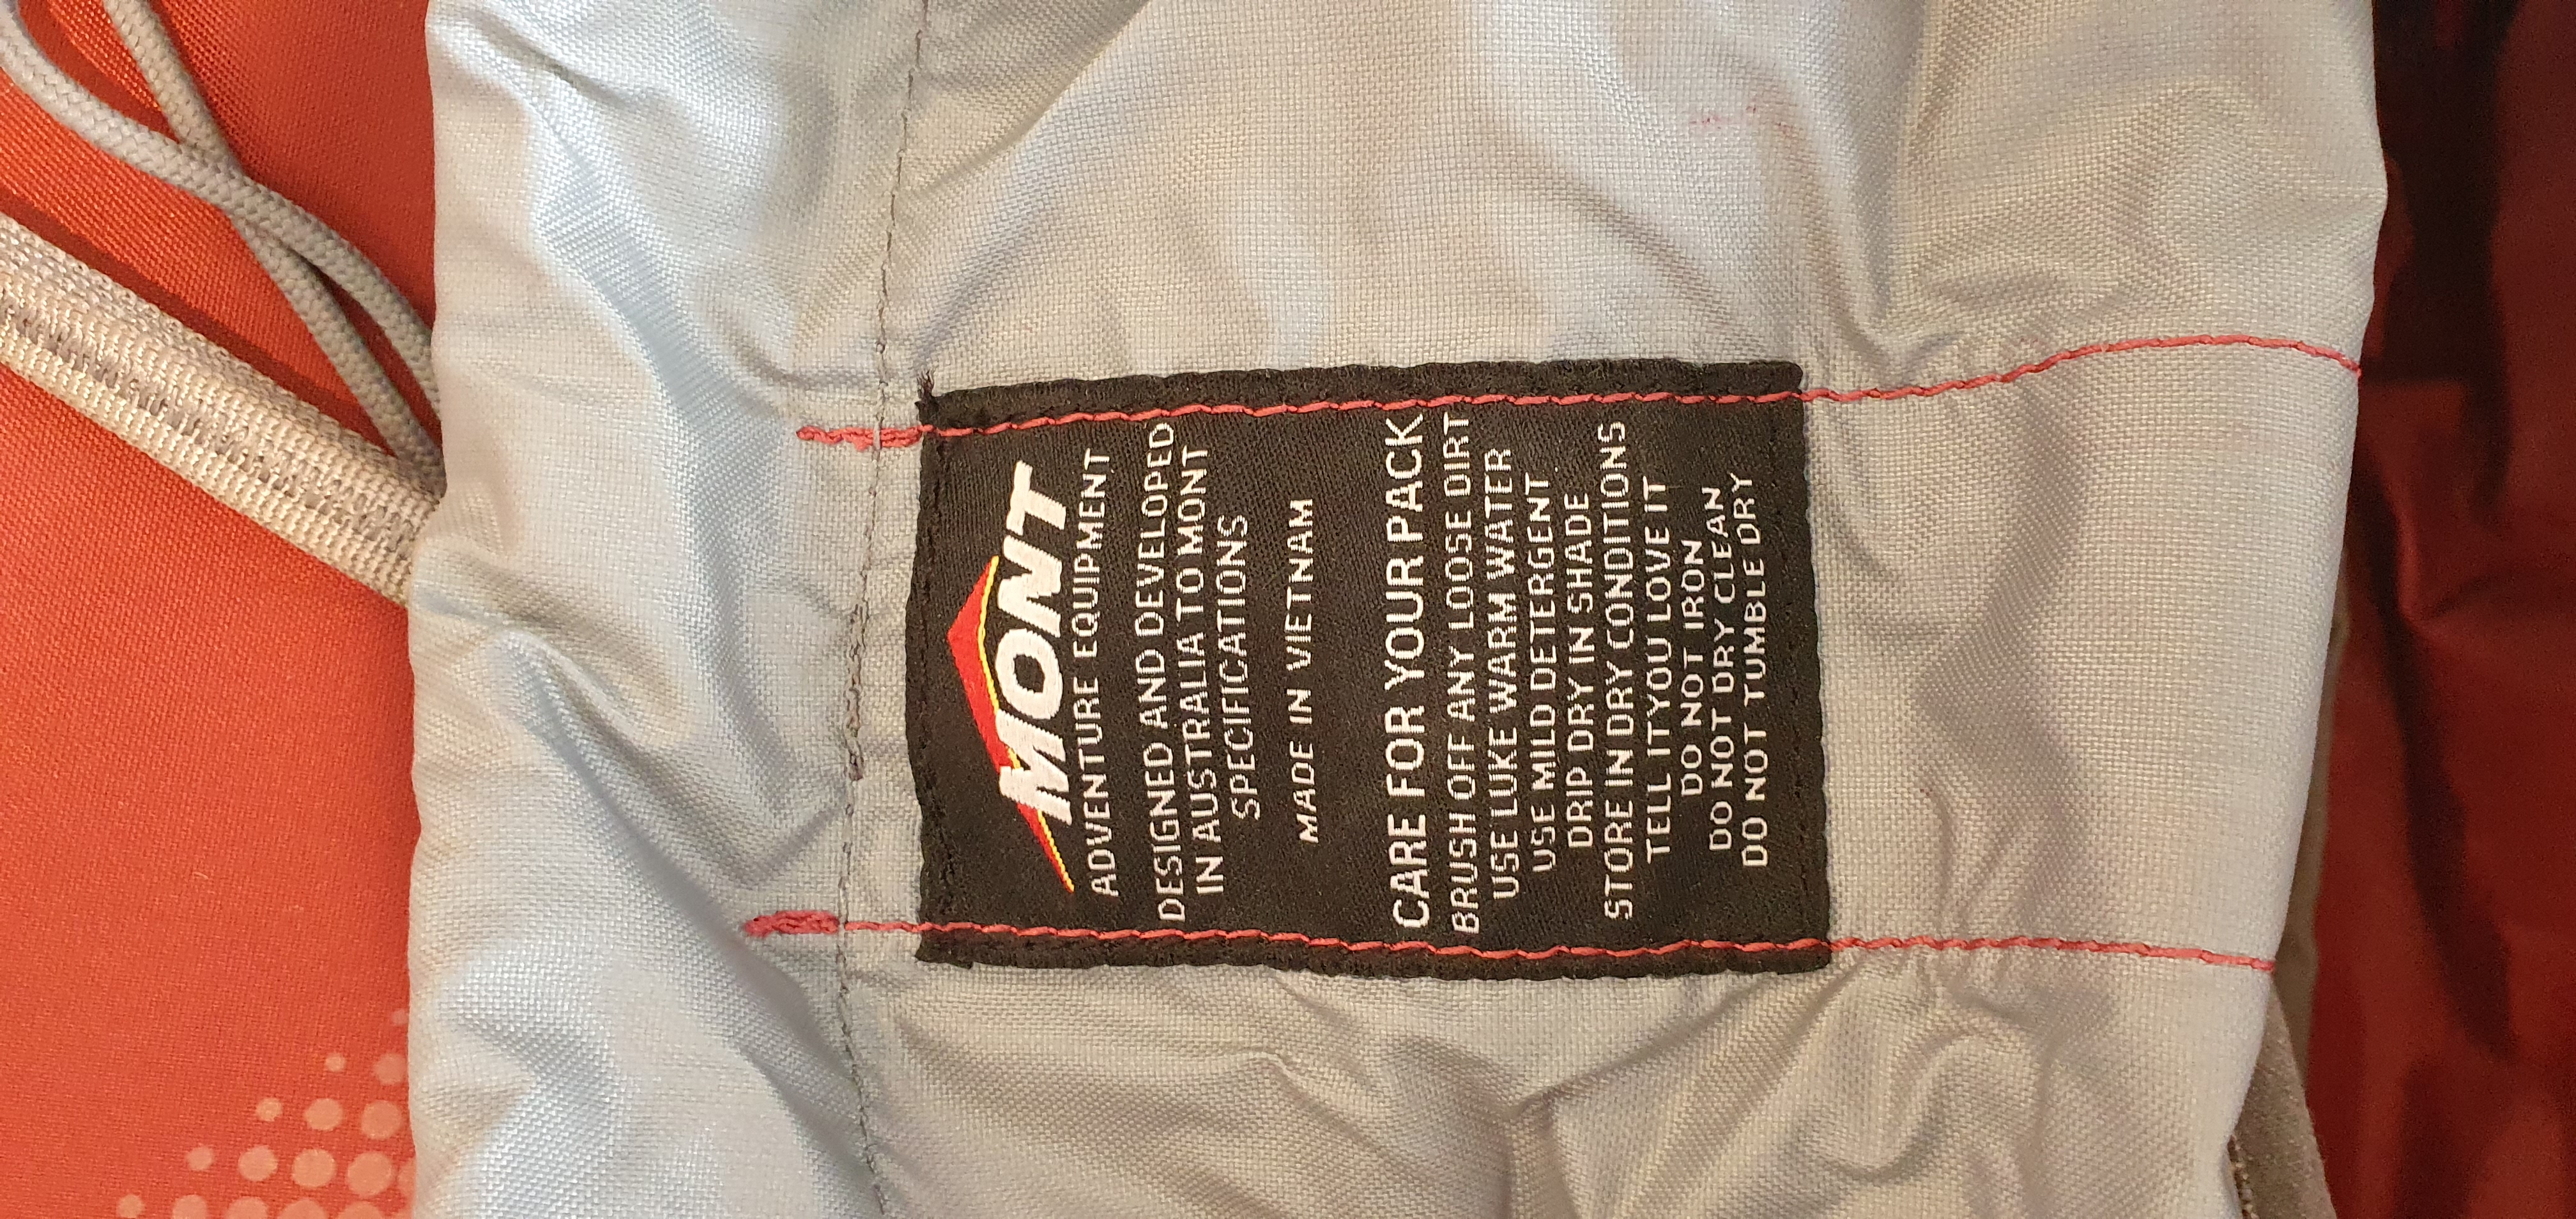 MONT
ADVENTURE EQUIPMENT
DESIGNED AND DEVELOPED
IN AUSTRALIA TO MONT
SPECIFICATIONS
MADE IN VIETNAM
CARE FOR YOUR PACK
BRUSH OFF ANY LOOSE DIRT
USE LUKE WARM WATER
USE MILD DETERGENT
DRIP DRY IN SHADE
STORE IN DRY CONDITIONS
TELL IT YOU LOVE IT
DO NOT IRON
DO NOT DRY CLEAN
DO NOT TUMBLE DRY